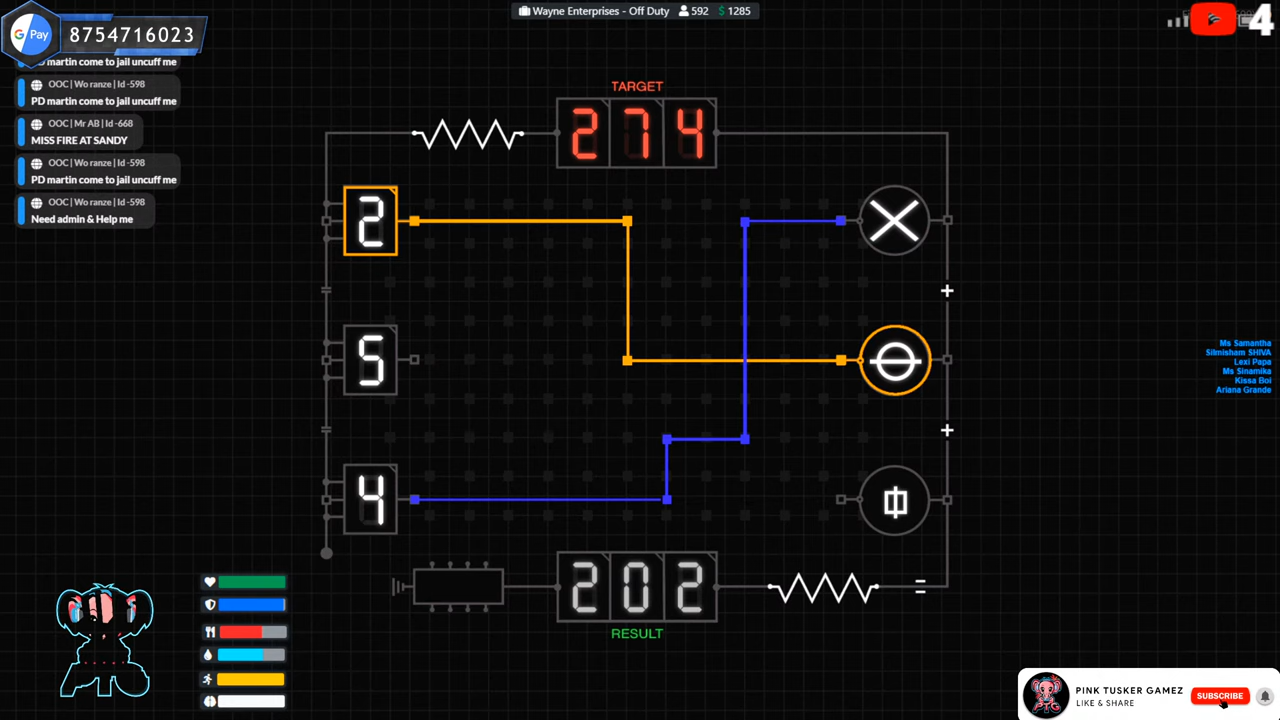 G Pay 8754716023
Wayne Enterprises - Off Duty 592 $ 1285
4
PD martin come to jail uncuff me
OOC | Wo ranze | Id -598
PD martin come to jail uncuff me
OOC | Mr AB | Id -668
MISS FIRE AT SANDY
OOC | Wo ranze | Id -598
PD martin come to jail uncuff me
OOC | Wo ranze | Id -598
Need admin & Help me
TARGET
274
2
+
5
+
4
=
202
RESULT
Ms Samantha
Silmisham SHIVA
Lexi Papa
Ms Sinamika
Kissa Boi
Ariana Grande
PTG
PINK TUSKER GAMEZ
LIKE & SHARE
SUBSCRIBE